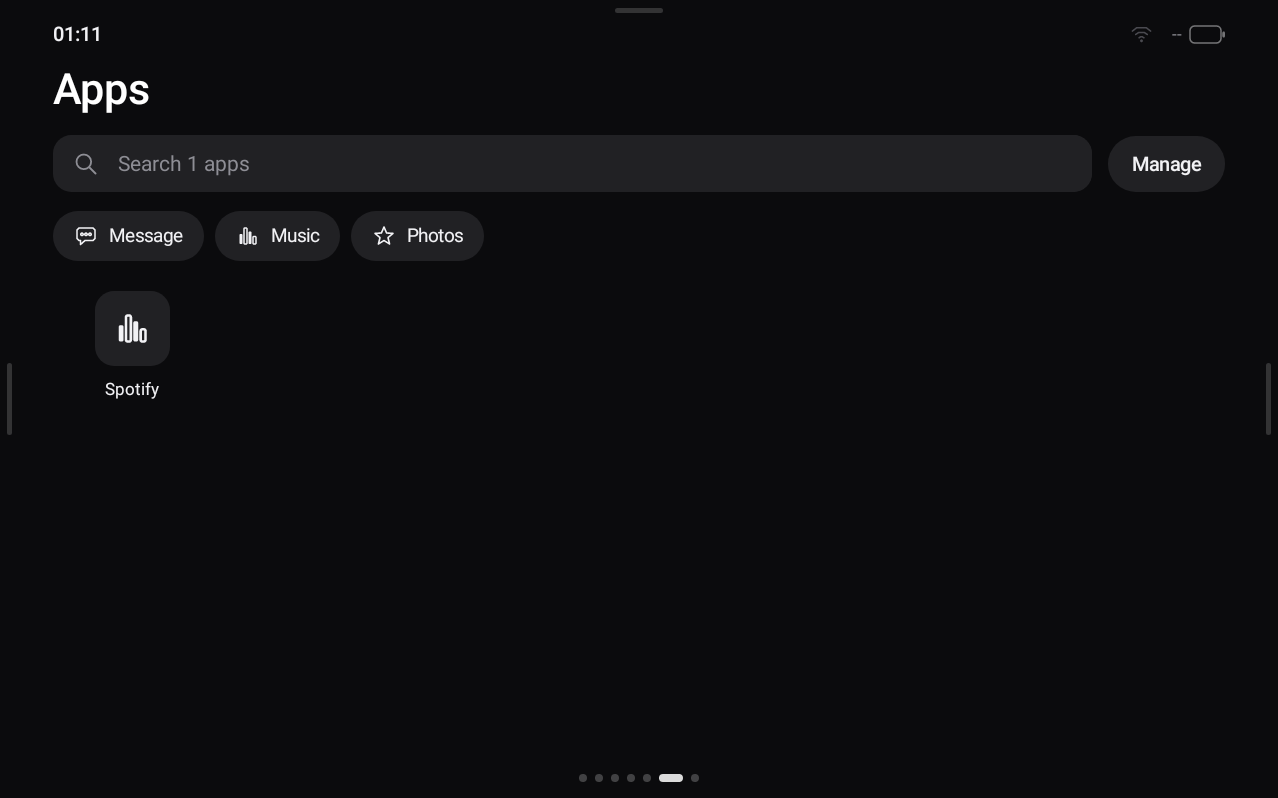 01:11
--
Apps
Search 1 apps
Manage
Message
Music
Photos
Spotify